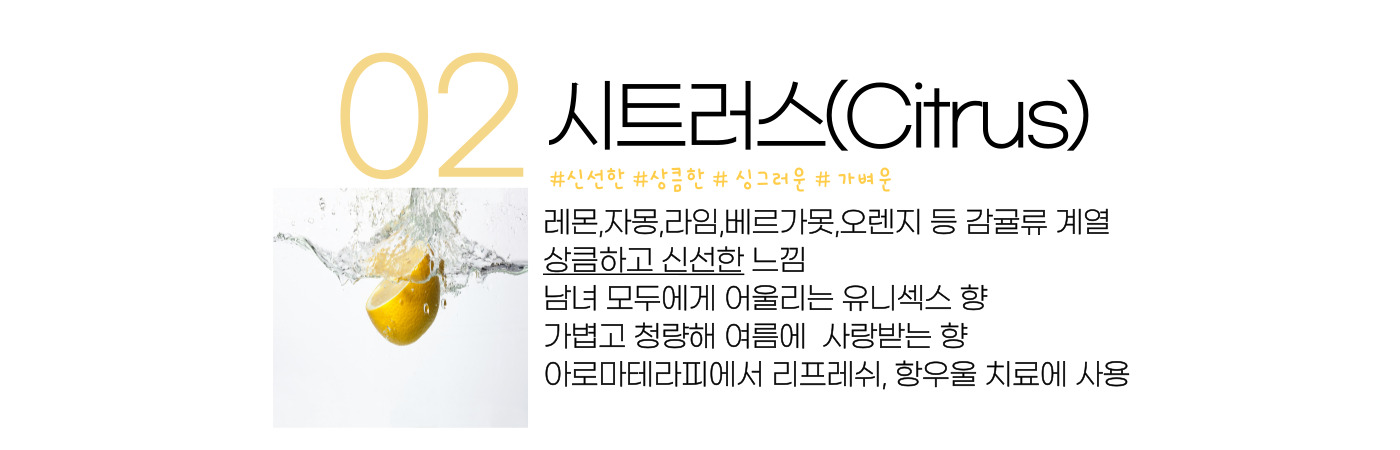 02
시트러스(Citrus)
#신선한 #상큼한 # 싱그러운 # 가벼운
레몬,자몽,라임,베르가못,오렌지 등 감귤류 계열
상큼하고 신선한 느낌
남녀 모두에게 어울리는 유니섹스 향
가볍고 청량해 여름에  사랑받는 향
아로마테라피에서 리프레쉬, 항우울 치료에 사용